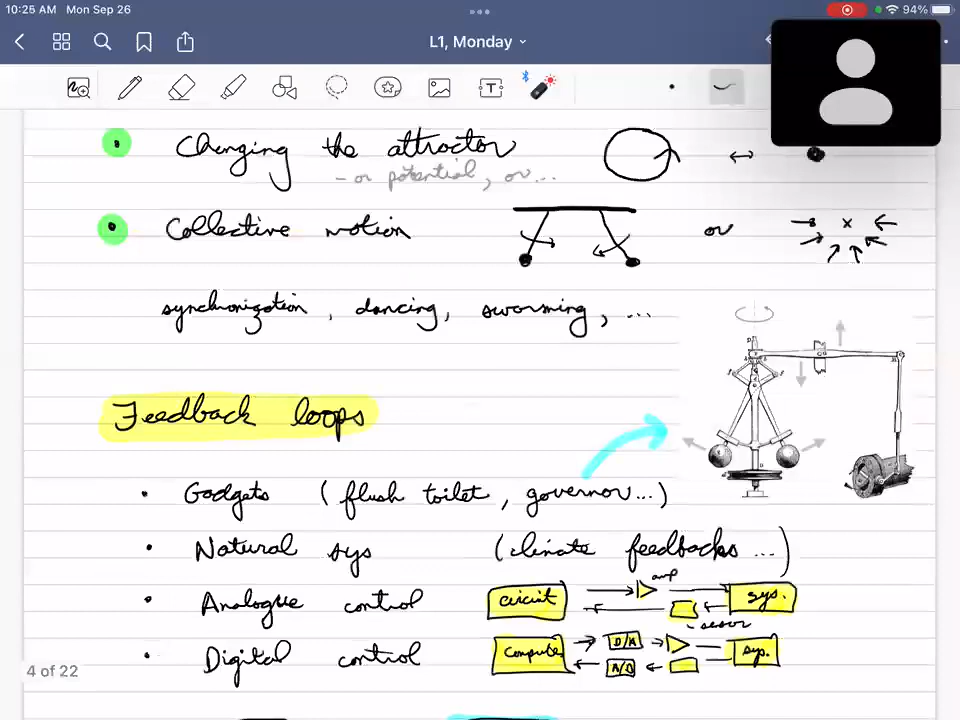 10:25 AM Mon Sep 26
94%
L1, Monday
Changing the attractor
- or potential, or...
Collective motion
or
synchronization, dancing, swarming, ...
Feedback loops
Gadgets (flush toilet, governor...)
Natural sys (climate feedbacks ...)
Analogue control circuit amp sys.
sensor
Digital control Compute D/A sys.
A/D
4 of 22